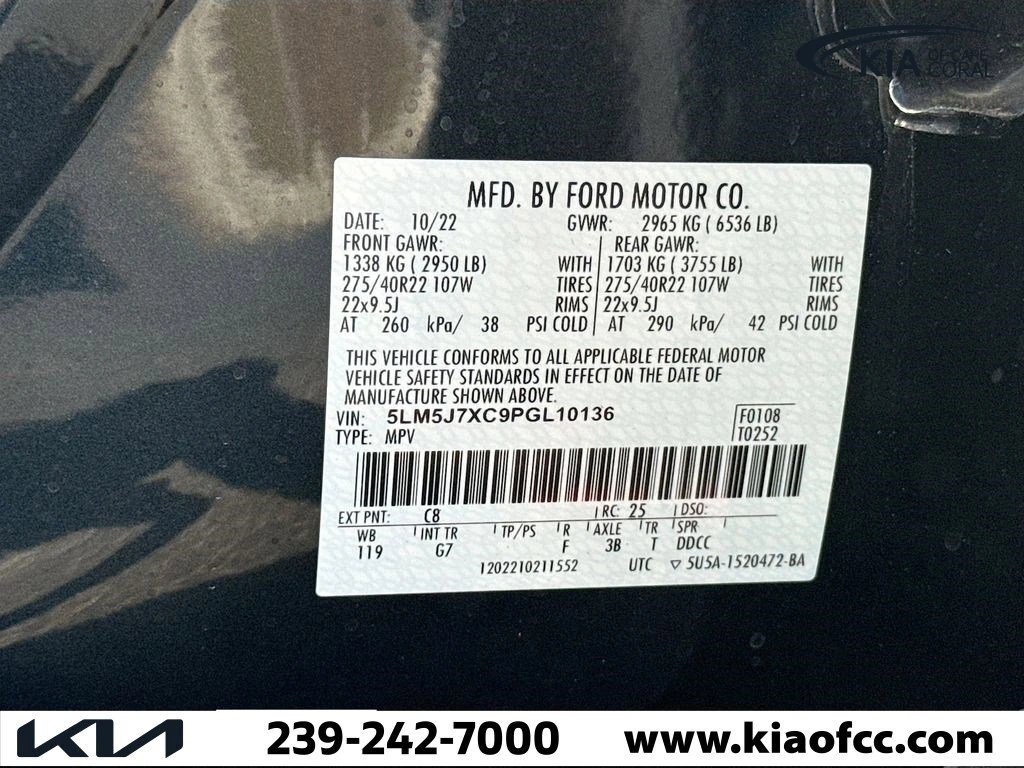 KIA OF CAPE CORAL
MFD. BY FORD MOTOR CO.
DATE: 10/22 GVWR: 2965 KG ( 6536 LB)
FRONT GAWR: REAR GAWR:
1338 KG ( 2950 LB) WITH 1703 KG ( 3755 LB) WITH
275/40R22 107W TIRES 275/40R22 107W TIRES
22x9.5J RIMS 22x9.5J RIMS
AT 260 kPa/ 38 PSI COLD AT 290 kPa/ 42 PSI COLD
THIS VEHICLE CONFORMS TO ALL APPLICABLE FEDERAL MOTOR
VEHICLE SAFETY STANDARDS IN EFFECT ON THE DATE OF
MANUFACTURE SHOWN ABOVE.
VIN: 5LM5J7XC9PGL10136 F0108
TYPE: MPV T0252
EXT PNT: C8 RC: 25 DSO:
WB INT TR TP/PS R AXLE TR SPR
119 G7 F 3B T DDCC
1202210211552 UTC ▽ 5U5A-1520472-BA
KIA 239-242-7000 www.kiaofcc.com